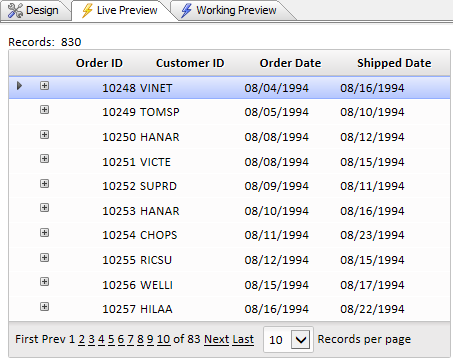 Design Live Preview Working Preview
Records: 830
Order ID Customer ID Order Date Shipped Date
10248 VINET 08/04/1994 08/16/1994
10249 TOMSP 08/05/1994 08/10/1994
10250 HANAR 08/08/1994 08/12/1994
10251 VICTE 08/08/1994 08/15/1994
10252 SUPRD 08/09/1994 08/11/1994
10253 HANAR 08/10/1994 08/16/1994
10254 CHOPS 08/11/1994 08/23/1994
10255 RICSU 08/12/1994 08/15/1994
10256 WELLI 08/15/1994 08/17/1994
10257 HILAA 08/16/1994 08/22/1994
First Prev 1 2 3 4 5 6 7 8 9 10 of 83 Next Last 10 Records per page